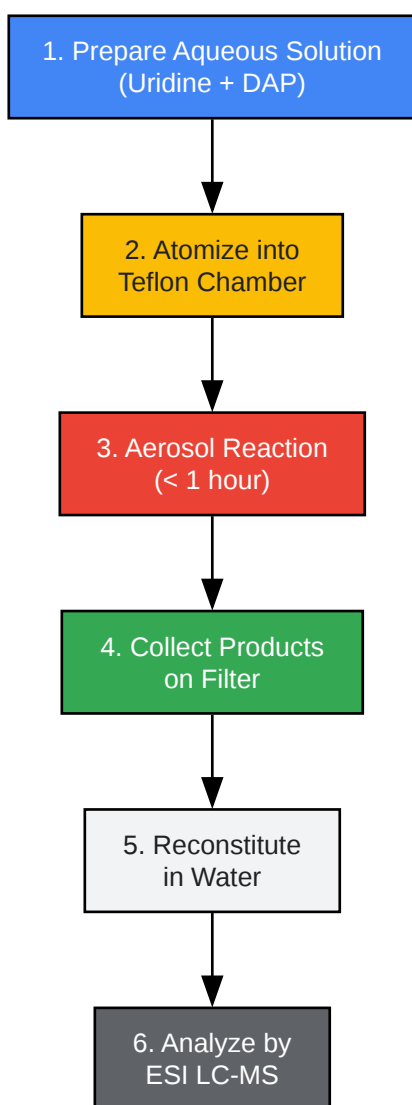 1. Prepare Aqueous Solution
(Uridine + DAP)
2. Atomize into
Teflon Chamber
3. Aerosol Reaction
(< 1 hour)
4. Collect Products
on Filter
5. Reconstitute
in Water
6. Analyze by
ESI LC-MS